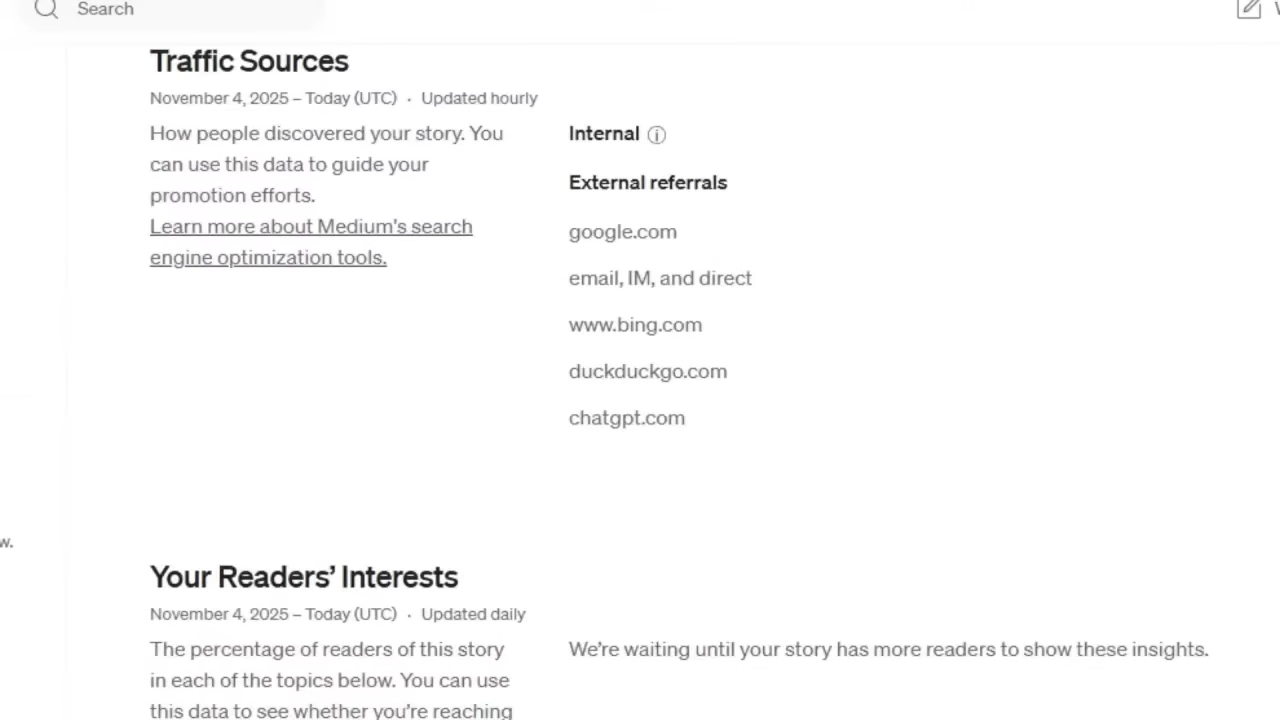 Search
Traffic Sources
November 4, 2025 – Today (UTC) · Updated hourly
How people discovered your story. You
can use this data to guide your
promotion efforts.
Learn more about Medium's search
engine optimization tools.
Internal
External referrals
google.com
email, IM, and direct
www.bing.com
duckduckgo.com
chatgpt.com
w.
Your Readers’ Interests
November 4, 2025 – Today (UTC) · Updated daily
The percentage of readers of this story
in each of the topics below. You can use
this data to see whether you’re reaching
We’re waiting until your story has more readers to show these insights.